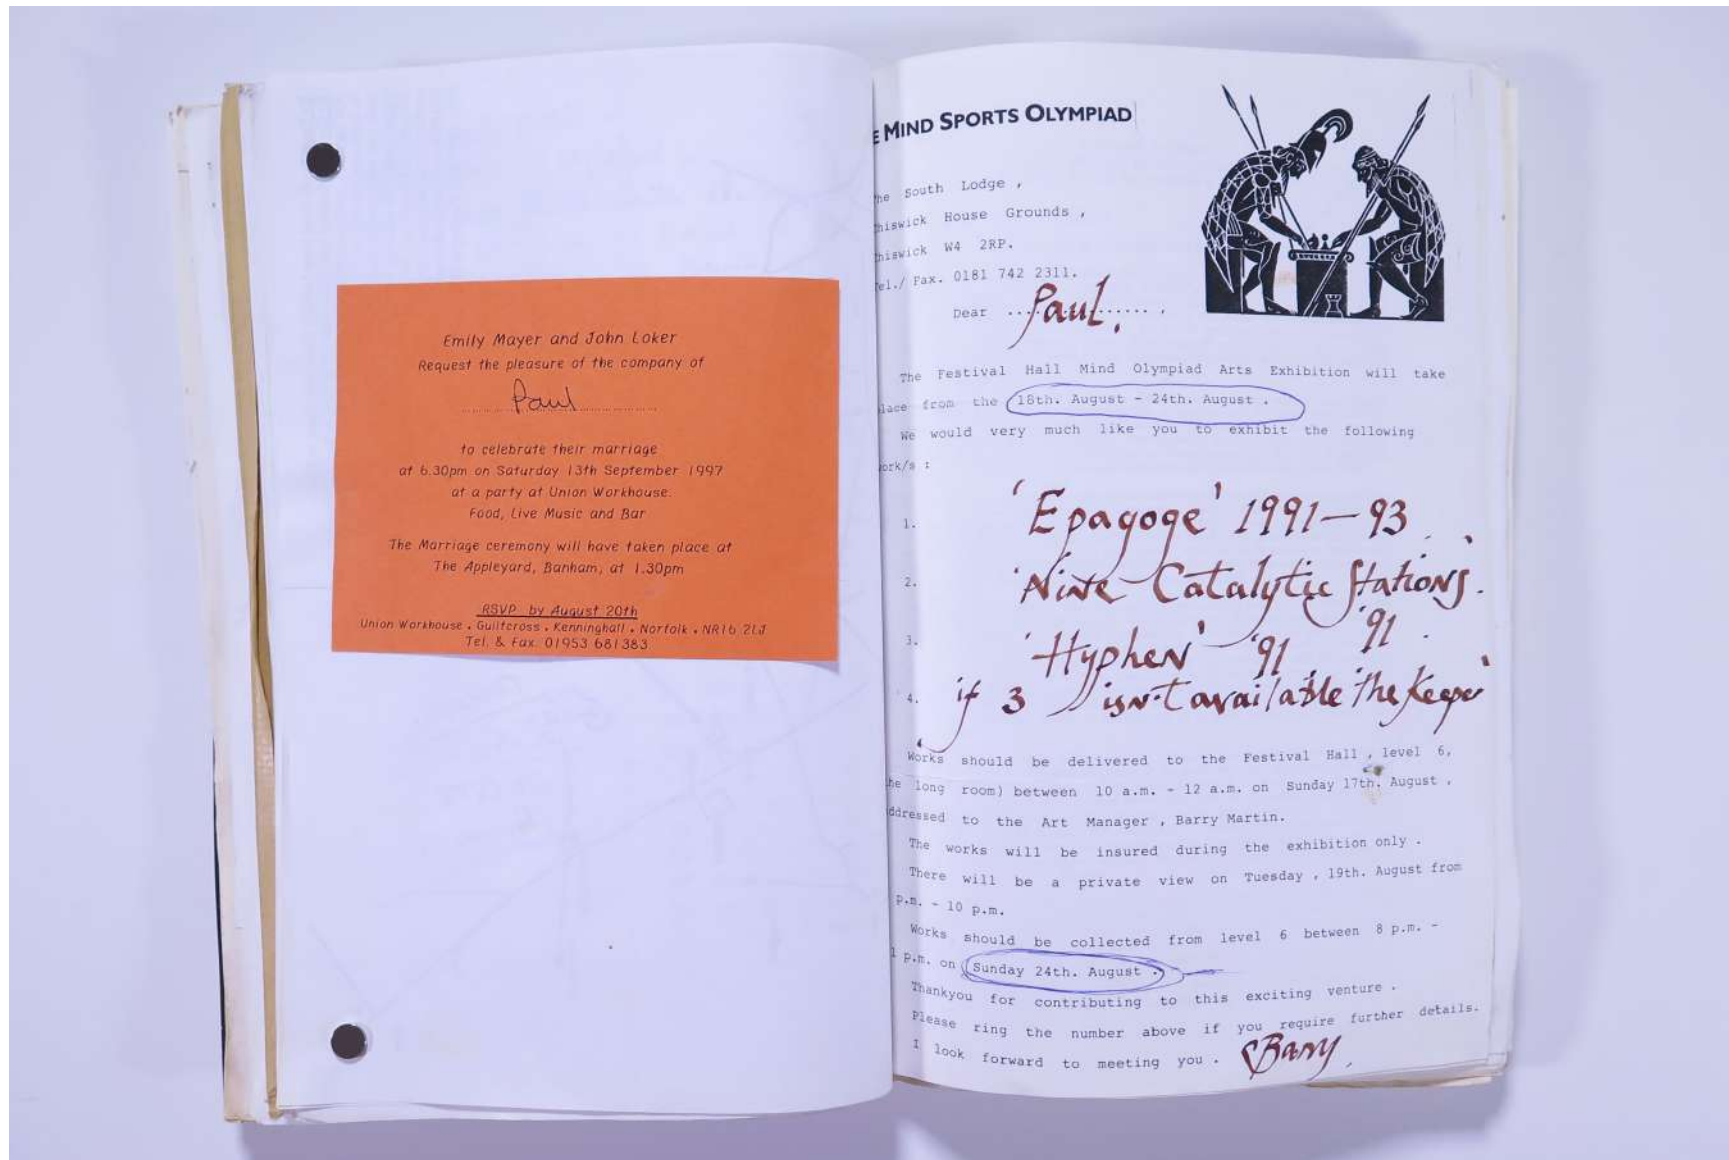 Emily Mayer and John Loker
Request the pleasure of the company of
Paul
to celebrate their marriage
at 6.30pm on Saturday 13th September 1997
at a party at Union Workhouse.
Food, Live Music and Bar
The Marriage ceremony will have taken place at
The Appleyard, Banham, at 1.30pm
RSVP by August 20th
Union Workhouse . Guiltcross . Kenninghall . Norfolk . NR16 2LJ
Tel. & Fax. 01953 681383
E MIND SPORTS OLYMPIAD
he South Lodge ,
hiswick House Grounds ,
hiswick W4 2RP.
el./ Fax. 0181 742 2311.
Dear Paul. ,
The Festival Hall Mind Olympiad Arts Exhibition will take
lace from the 18th. August - 24th. August .
We would very much like you to exhibit the following
ork/s :
1. 'Epagoge' 1991-93
2. 'Nine Catalytic Stations.'
'91
3. 'Hyphen' '91
4. if 3 isn't available 'The Keeper'
Works should be delivered to the Festival Hall , level 6,
he long room) between 10 a.m. - 12 a.m. on Sunday 17th. August ,
ddressed to the Art Manager , Barry Martin.
The works will be insured during the exhibition only .
There will be a private view on Tuesday , 19th. August from
p.m. - 10 p.m.
Works should be collected from level 6 between 8 p.m. -
1 p.m. on Sunday 24th. August .
Thankyou for contributing to this exciting venture .
Please ring the number above if you require further details.
I look forward to meeting you . Barry